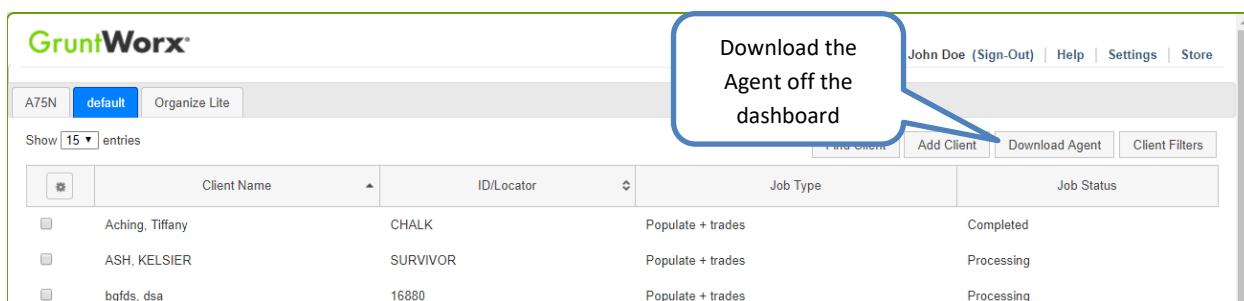 GruntWorx
Download the
Agent off the
dashboard
John Doe (Sign-Out) | Help | Settings | Store
A75N default Organize Lite
Show 15 entries
Find Client Add Client Download Agent Client Filters
Client Name ID/Locator Job Type Job Status
Aching, Tiffany CHALK Populate + trades Completed
ASH, KELSIER SURVIVOR Populate + trades Processing
bgfds, dsa 16880 Populate + trades Processing